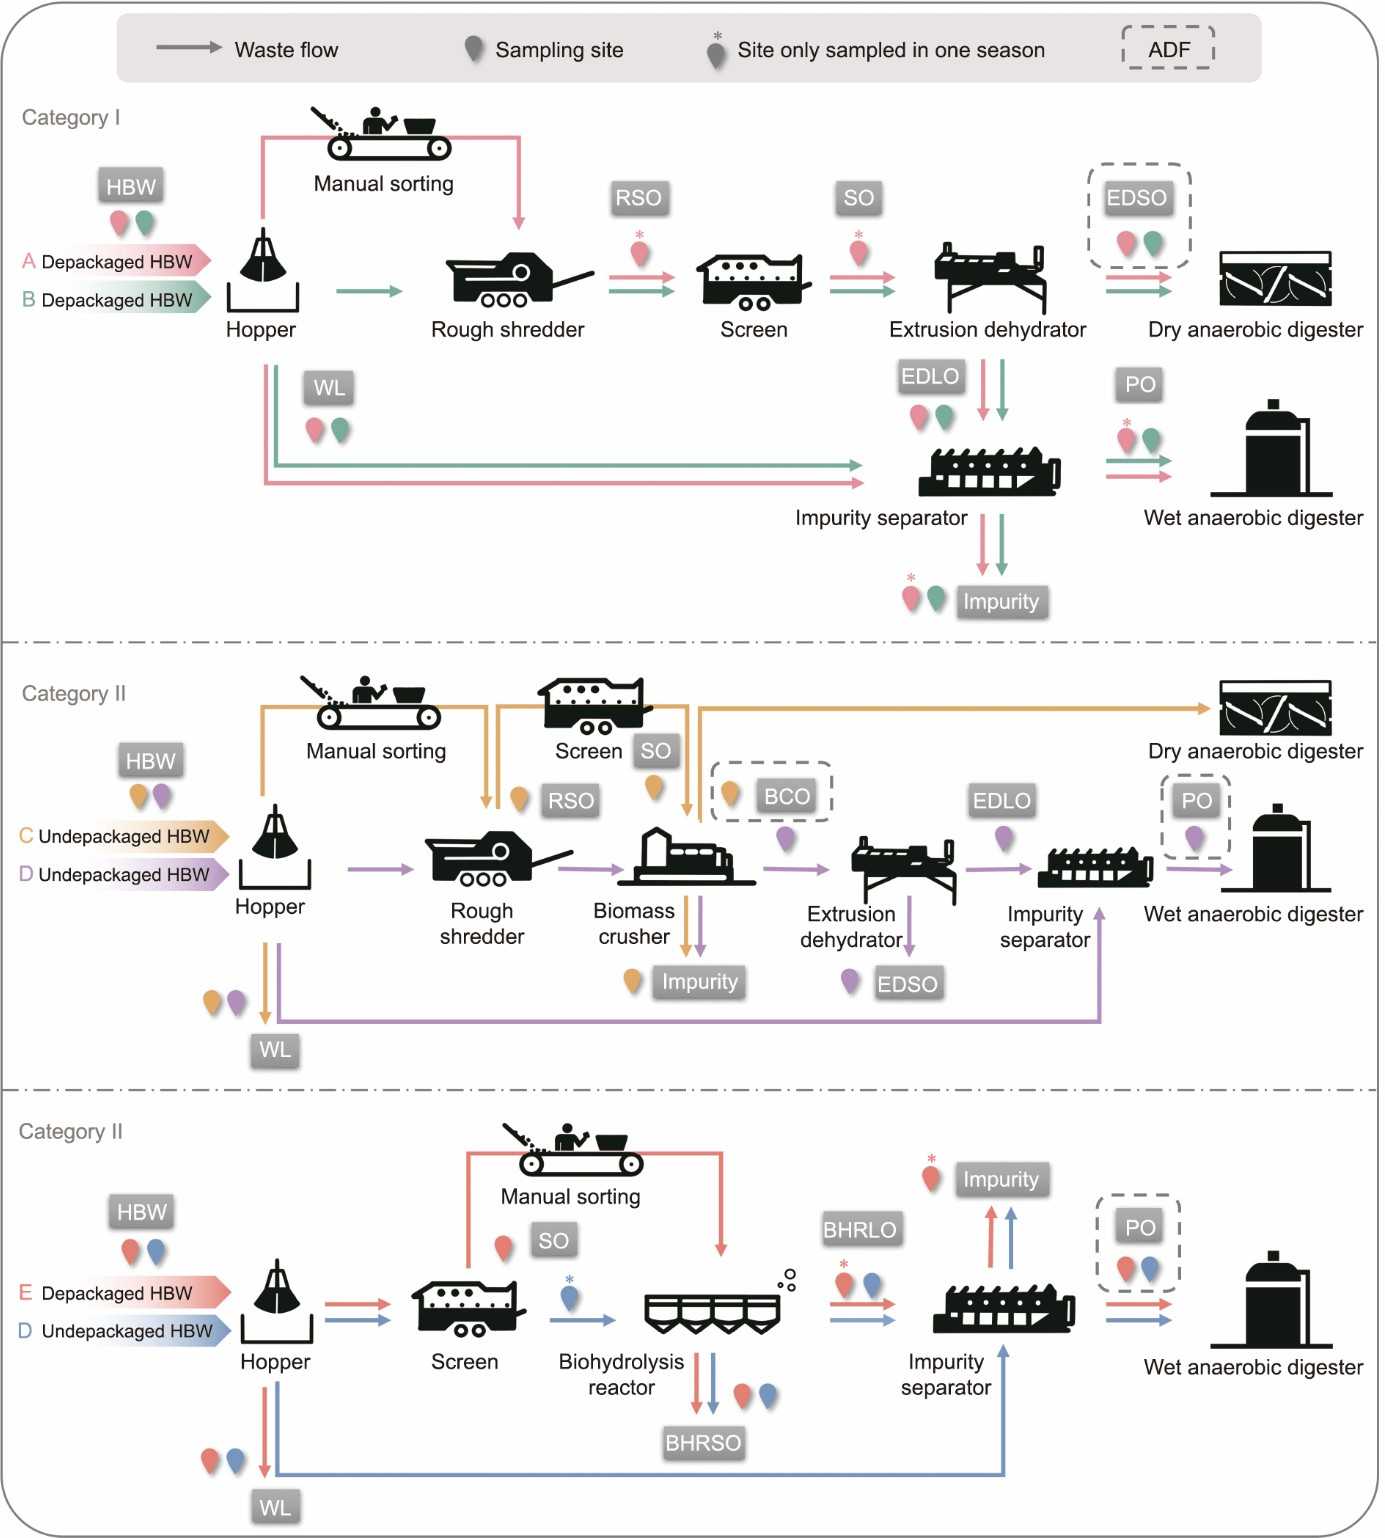 Waste flow
Sampling site
*
Site only sampled in one season
ADF
Category I
Manual sorting
HBW
RSO
SO
EDSO
*
*
A Depackaged HBW
B Depackaged HBW
Hopper
Rough shredder
Screen
Extrusion dehydrator
Dry anaerobic digester
WL
EDLO
PO
*
Impurity separator
Wet anaerobic digester
*
Impurity
Category II
Manual sorting
Screen
SO
Dry anaerobic digester
HBW
RSO
BCO
EDLO
PO
C Undepackaged HBW
D Undepackaged HBW
Hopper
Rough
shredder
Biomass
crusher
Extrusion
dehydrator
Impurity
separator
Wet anaerobic digester
Impurity
EDSO
WL
Category II
Manual sorting
*
Impurity
HBW
SO
BHRLO
PO
*
*
E Depackaged HBW
D Undepackaged HBW
Hopper
Screen
Biohydrolysis
reactor
Impurity
separator
Wet anaerobic digester
BHRSO
WL